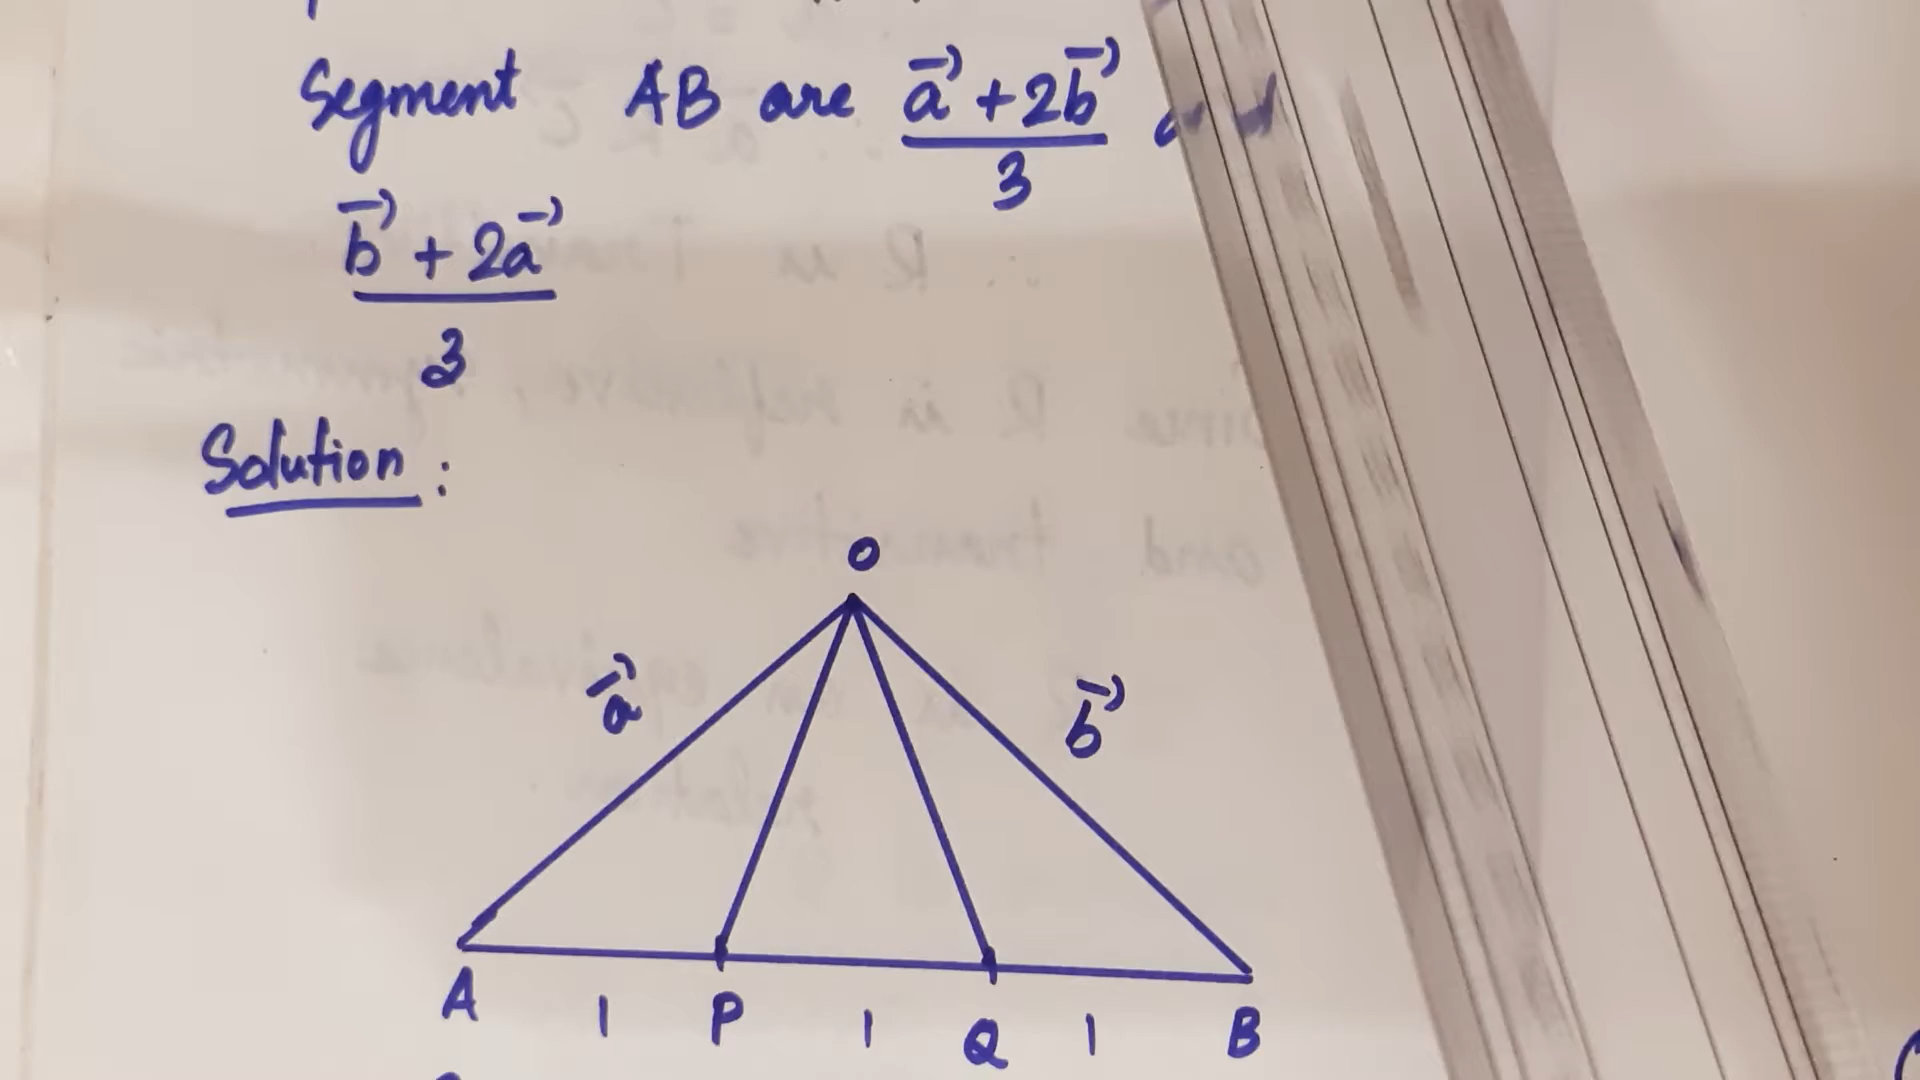 Segment AB are a⃗ + 2b⃗
3
b⃗ + 2a⃗
3
Solution :
O
a⃗
b⃗
A 1 P 1 Q 1 B